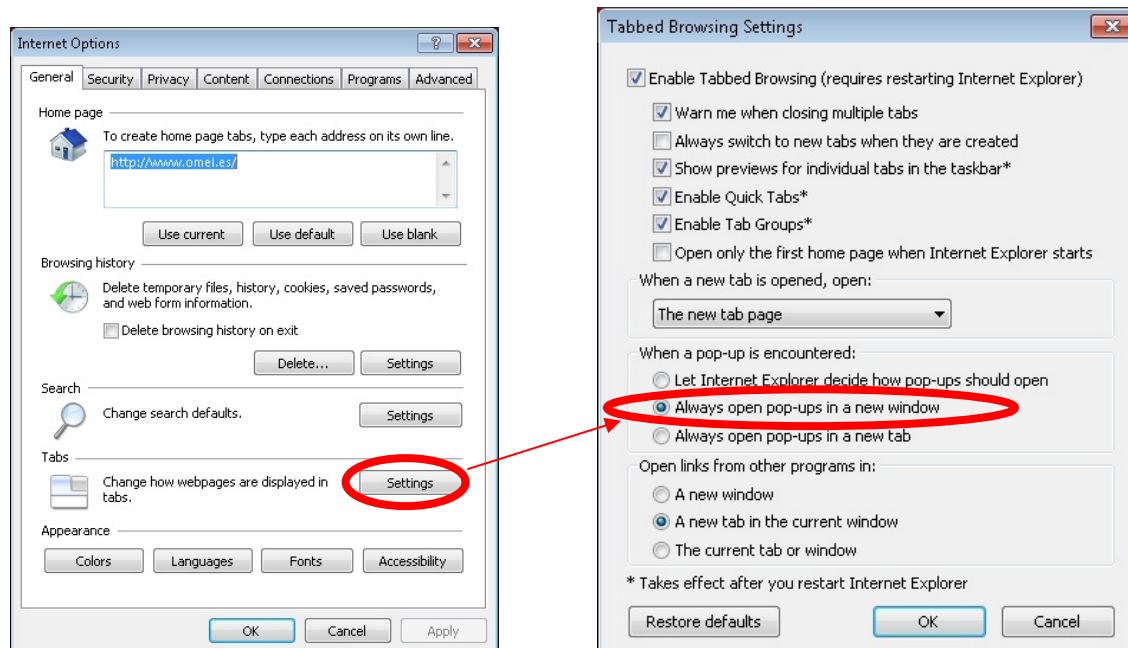 Internet Options
General Security Privacy Content Connections Programs Advanced
Home page
To create home page tabs, type each address on its own line.
http://www.omel.es/
Use current Use default Use blank
Browsing history
Delete temporary files, history, cookies, saved passwords,
and web form information.
Delete browsing history on exit
Delete... Settings
Search
Change search defaults. Settings
Tabs
Change how webpages are displayed in
tabs.
Settings
Appearance
Colors Languages Fonts Accessibility
OK Cancel Apply
Tabbed Browsing Settings
Enable Tabbed Browsing (requires restarting Internet Explorer)
Warn me when closing multiple tabs
Always switch to new tabs when they are created
Show previews for individual tabs in the taskbar*
Enable Quick Tabs*
Enable Tab Groups*
Open only the first home page when Internet Explorer starts
When a new tab is opened, open:
The new tab page
When a pop-up is encountered:
Let Internet Explorer decide how pop-ups should open
Always open pop-ups in a new window
Always open pop-ups in a new tab
Open links from other programs in:
A new window
A new tab in the current window
The current tab or window
* Takes effect after you restart Internet Explorer
Restore defaults OK Cancel